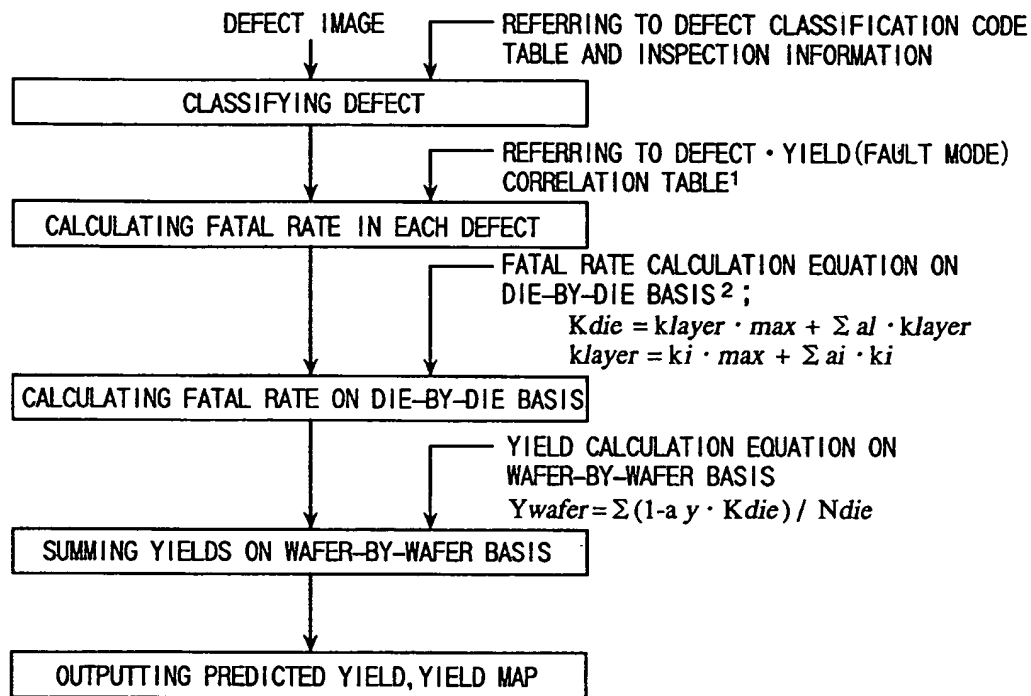 DEFECT IMAGE
REFERRING TO DEFECT CLASSIFICATION CODE
TABLE AND INSPECTION INFORMATION
CLASSIFYING DEFECT
REFERRING TO DEFECT・YIELD(FAULT MODE)
CORRELATION TABLE¹
CALCULATING FATAL RATE IN EACH DEFECT
FATAL RATE CALCULATION EQUATION ON
DIE–BY–DIE BASIS²;
Kdie = klayer · max + Σ al · klayer
klayer = ki · max + Σ ai · ki
CALCULATING FATAL RATE ON DIE–BY–DIE BASIS
YIELD CALCULATION EQUATION ON
WAFER–BY–WAFER BASIS
Ywafer=Σ(1-a y · Kdie)/ Ndie
SUMMING YIELDS ON WAFER–BY–WAFER BASIS
OUTPUTTING PREDICTED YIELD,YIELD MAP